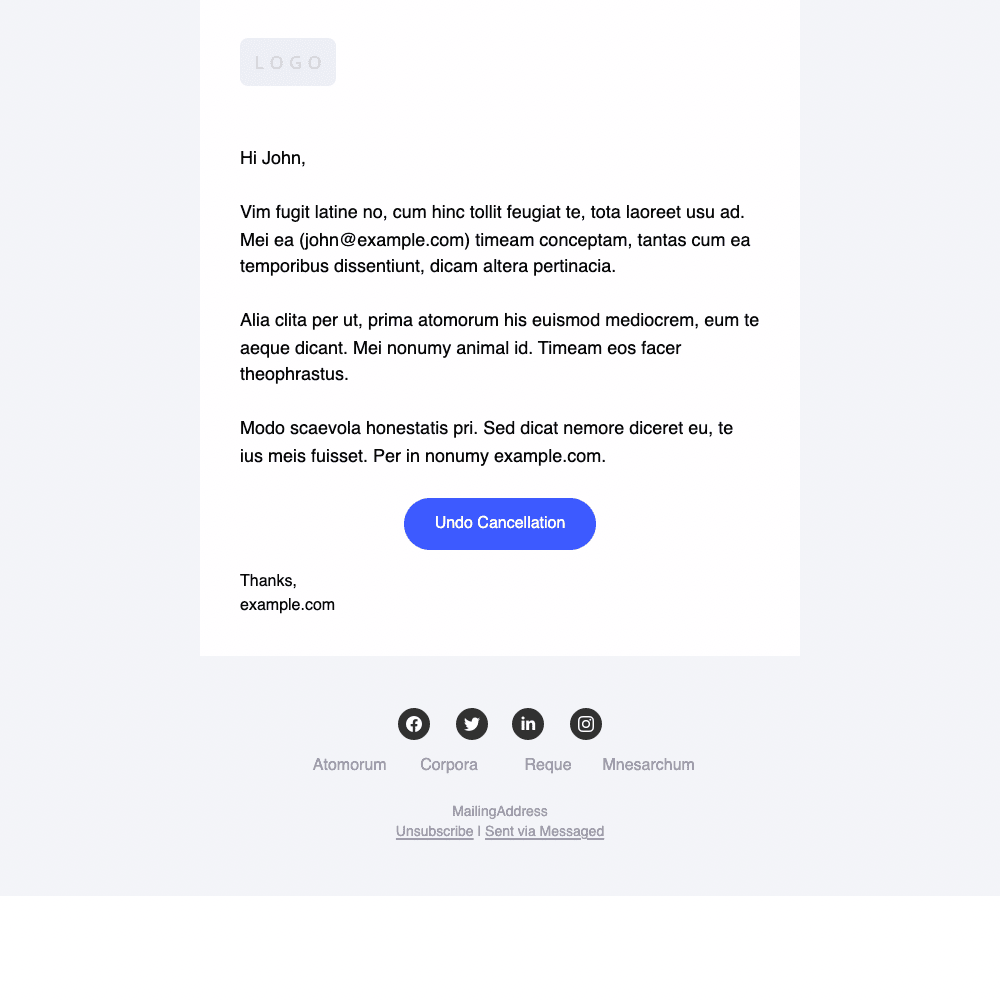 LOGO
Hi John,
Vim fugit latine no, cum hinc tollit feugiat te, tota laoreet usu ad.
Mei ea (john@example.com) timeam conceptam, tantas cum ea
temporibus dissentiunt, dicam altera pertinacia.
Alia clita per ut, prima atomorum his euismod mediocrem, eum te
aeque dicant. Mei nonumy animal id. Timeam eos facer
theophrastus.
Modo scaevola honestatis pri. Sed dicat nemore diceret eu, te
ius meis fuisset. Per in nonumy example.com.
Undo Cancellation
Thanks,
example.com
Atomorum Corpora Reque Mnesarchum
MailingAddress
Unsubscribe | Sent via Messaged